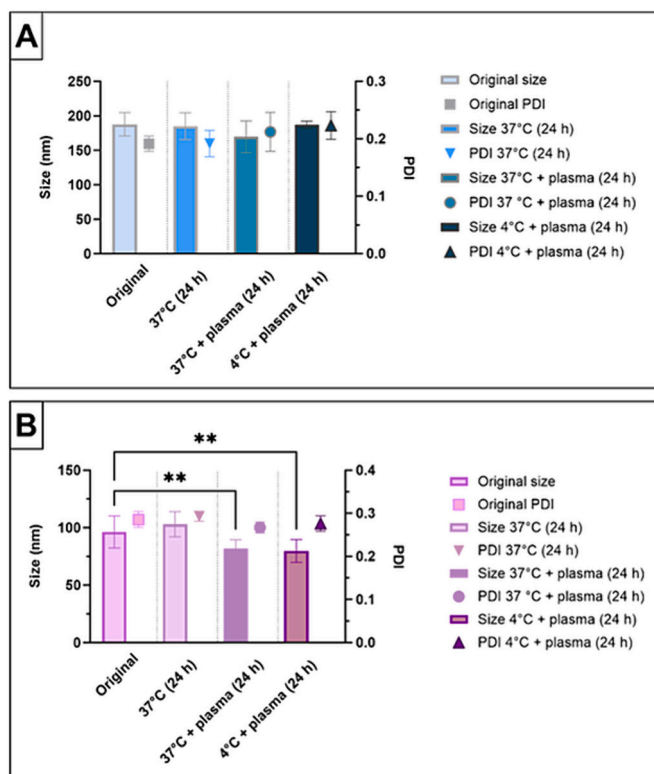 A
250
200
150
100
50
0
Size (nm)
0.3
0.2
0.1
0.0
PDI
Original
37°C (24 h)
37°C + plasma (24 h)
4°C + plasma (24 h)
Original size
Original PDI
Size 37°C (24 h)
PDI 37°C (24 h)
Size 37°C + plasma (24 h)
PDI 37 °C + plasma (24 h)
Size 4°C + plasma (24 h)
PDI 4°C + plasma (24 h)
B
**
**
150
100
50
0
Size (nm)
0.4
0.3
0.2
0.1
0.0
PDI
Original
37°C (24 h)
37°C + plasma (24 h)
4°C + plasma (24 h)
Original size
Original PDI
Size 37°C (24 h)
PDI 37°C (24 h)
Size 37°C + plasma (24 h)
PDI 37 °C + plasma (24 h)
Size 4°C + plasma (24 h)
PDI 4°C + plasma (24 h)